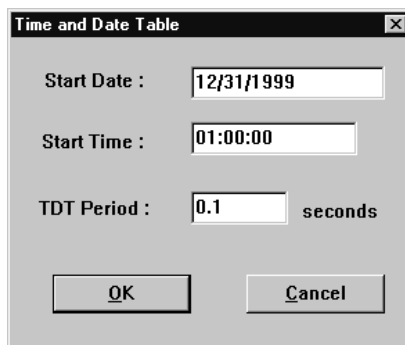 Time and Date Table
Start Date : 12/31/1999
Start Time : 01:00:00
TDT Period : 0.1 seconds
OK Cancel